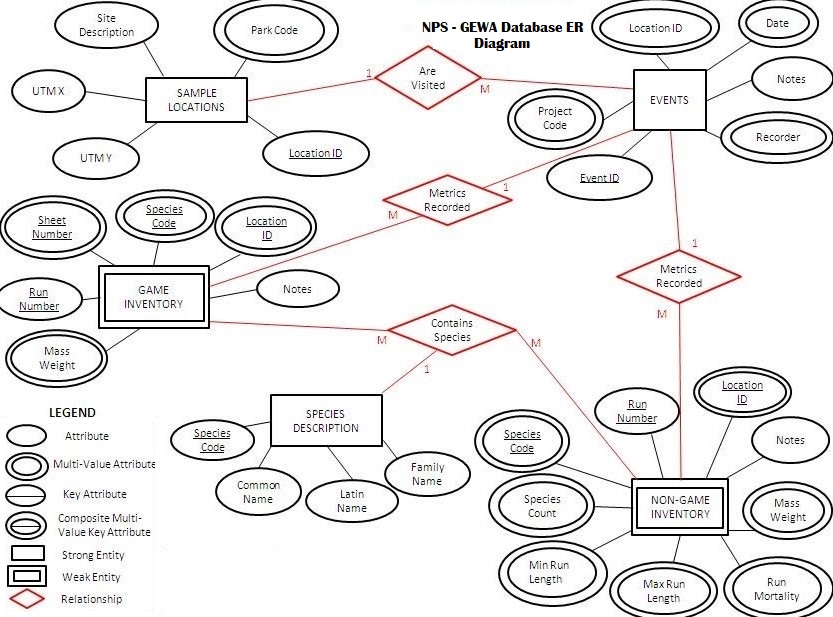 NPS - GEWA Database ER
Diagram
Site
Description
Park Code
UTM X
UTM Y
SAMPLE
LOCATIONS
Location ID
1
Are
Visited
M
Location ID
Date
Notes
Recorder
Project
Code
Event ID
EVENTS
Metrics
Recorded
1
M
Metrics
Recorded
1
M
Sheet
Number
Species
Code
Location
ID
Run
Number
Mass
Weight
GAME
INVENTORY
Notes
Contains
Species
M
M
1
SPECIES
DESCRIPTION
Species
Code
Common
Name
Latin
Name
Family
Name
Run
Number
Location
ID
Notes
Species
Code
Species
Count
Min Run
Length
Max Run
Length
Run
Mortality
Mass
Weight
NON-GAME
INVENTORY
LEGEND
Attribute
Multi-Value Attribute
Key Attribute
Composite Multi-
Value Key Attribute
Strong Entity
Weak Entity
Relationship